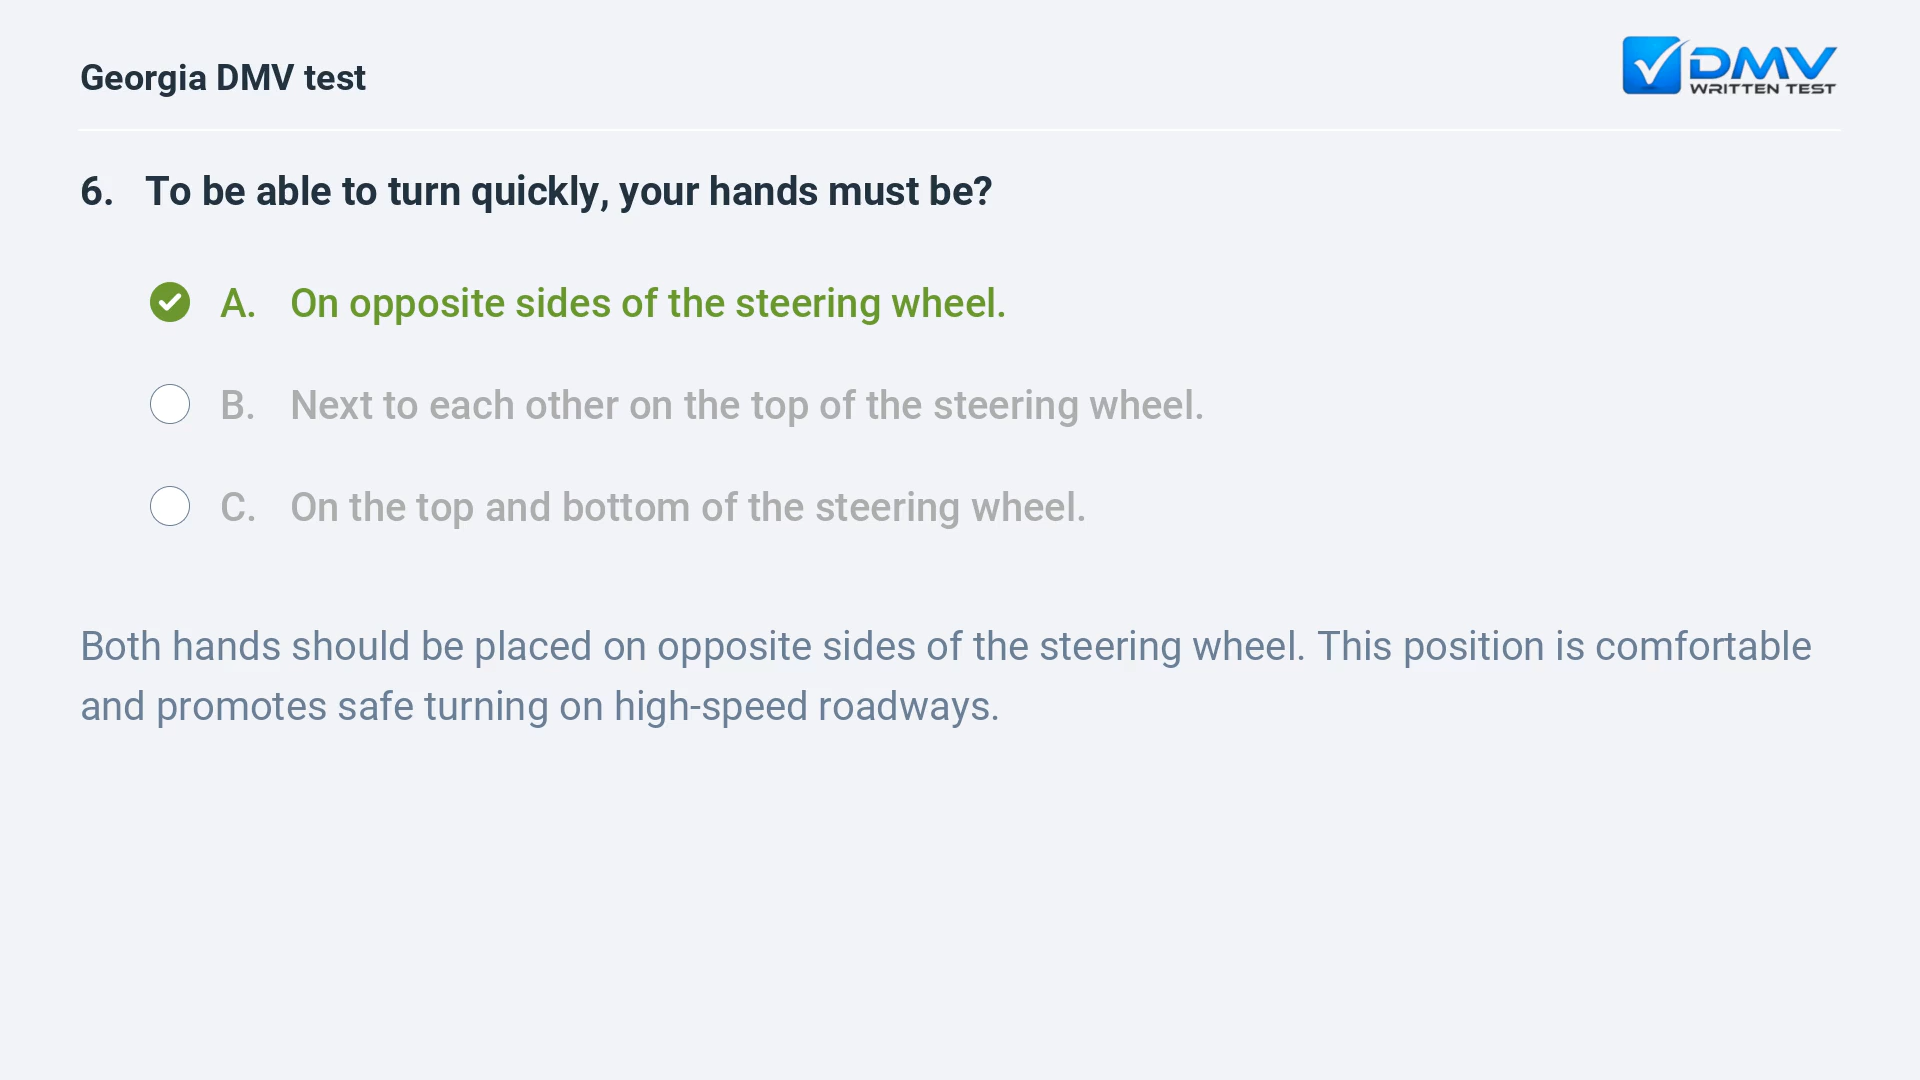 Georgia DMV test
DMV
WRITTEN TEST
6. To be able to turn quickly, your hands must be?
A. On opposite sides of the steering wheel.
B. Next to each other on the top of the steering wheel.
C. On the top and bottom of the steering wheel.
Both hands should be placed on opposite sides of the steering wheel. This position is comfortable
and promotes safe turning on high-speed roadways.